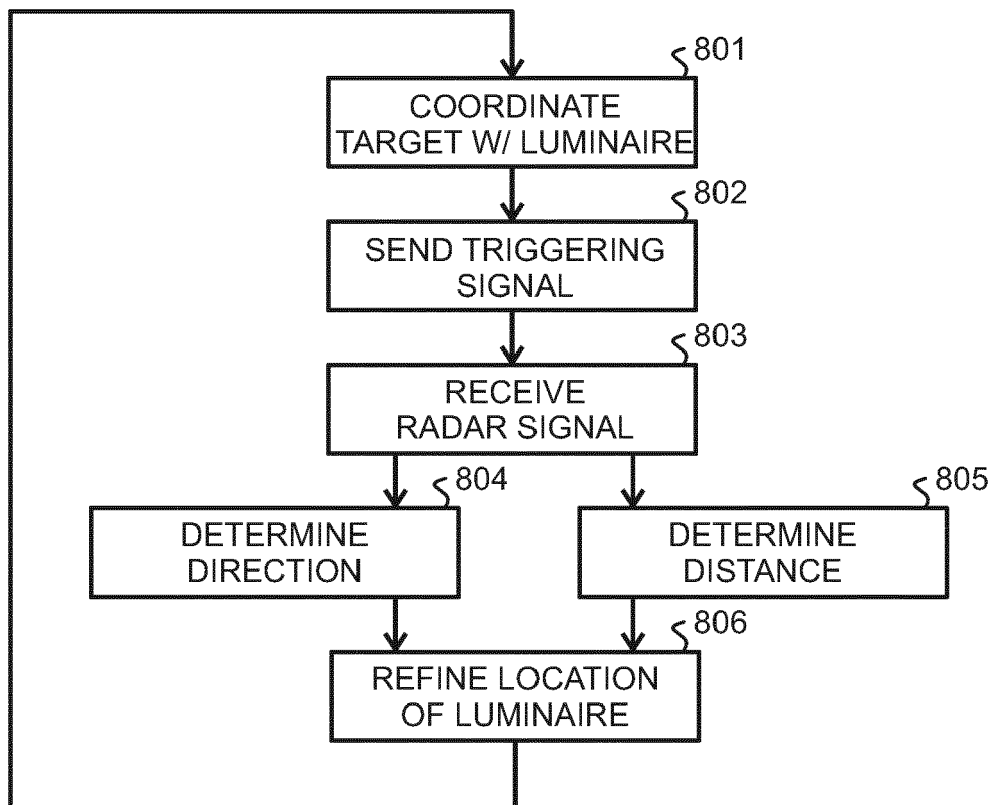 801
COORDINATE
TARGET W/ LUMINAIRE
802
SEND TRIGGERING
SIGNAL
803
RECEIVE
RADAR SIGNAL
804
DETERMINE
DIRECTION
805
DETERMINE
DISTANCE
806
REFINE LOCATION
OF LUMINAIRE